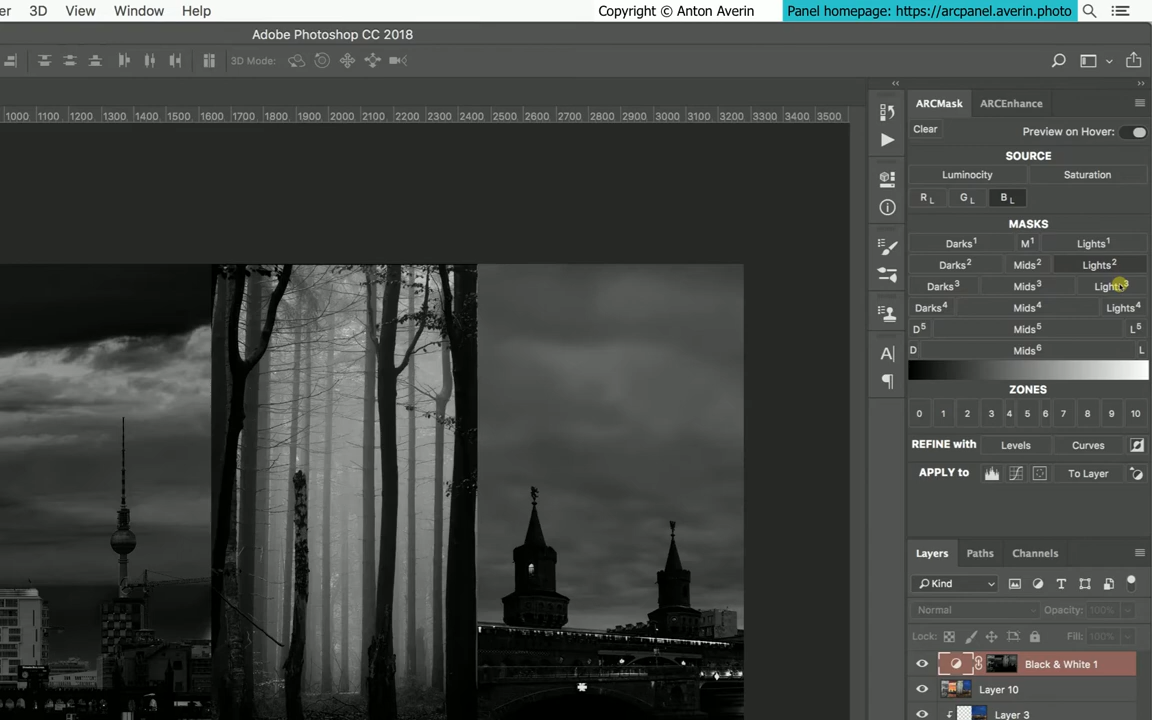 er 3D View Window Help Copyright © Anton Averin Panel homepage: https://arcpanel.averin.photo
Adobe Photoshop CC 2018
3D Mode:
1000 1100 1200 1300 1400 1500 1600 1700 1800 1900 2000 2100 2200 2300 2400 2500 2600 2700 2800 2900 3000 3100 3200 3300 3400 3500
ARCMask ARCEnhance
Clear Preview on Hover:
SOURCE
Luminocity Saturation
R L G L B L
MASKS
Darks1 M1 Lights1
Darks2 Mids2 Lights2
Darks3 Mids3 Lights3
Darks4 Mids4 Lights4
D5 Mids5 L5
D Mids6 L
ZONES
0 1 2 3 4 5 6 7 8 9 10
REFINE with Levels Curves
APPLY to To Layer
Layers Paths Channels
Kind T
Normal Opacity: 100%
Lock: Fill: 100%
Black & White 1
Layer 10
Layer 3